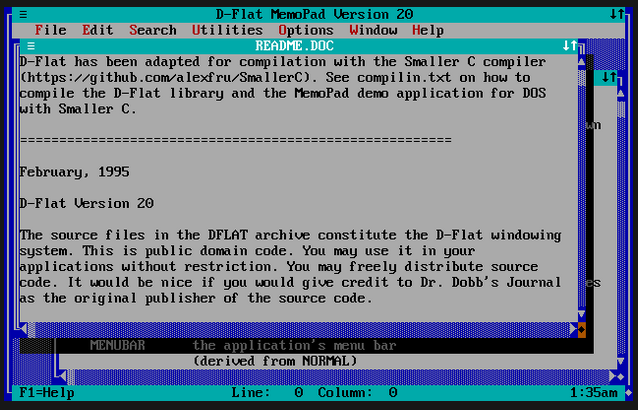 D-Flat MemoPad Version 20
File Edit Search Utilities Options Window Help
README.DOC
D-Flat has been adapted for compilation with the Smaller C compiler
(https://github.com/alexfru/SmallerC). See compilin.txt on how to
compile the D-Flat library and the MemoPad demo application for DOS
with Smaller C.
======================================================
February, 1995
D-Flat Version 20
The source files in the DFLAT archive constitute the D-Flat windowing
system. This is public domain code. You may use it in your
applications without restriction. You may freely distribute source
code. It would be nice if you would give credit to Dr. Dobb's Journal
as the original publisher of the source code.
wn
es
MENUBAR the application's menu bar
(derived from NORMAL)
F1=Help Line: 0 Column: 0 1:35am